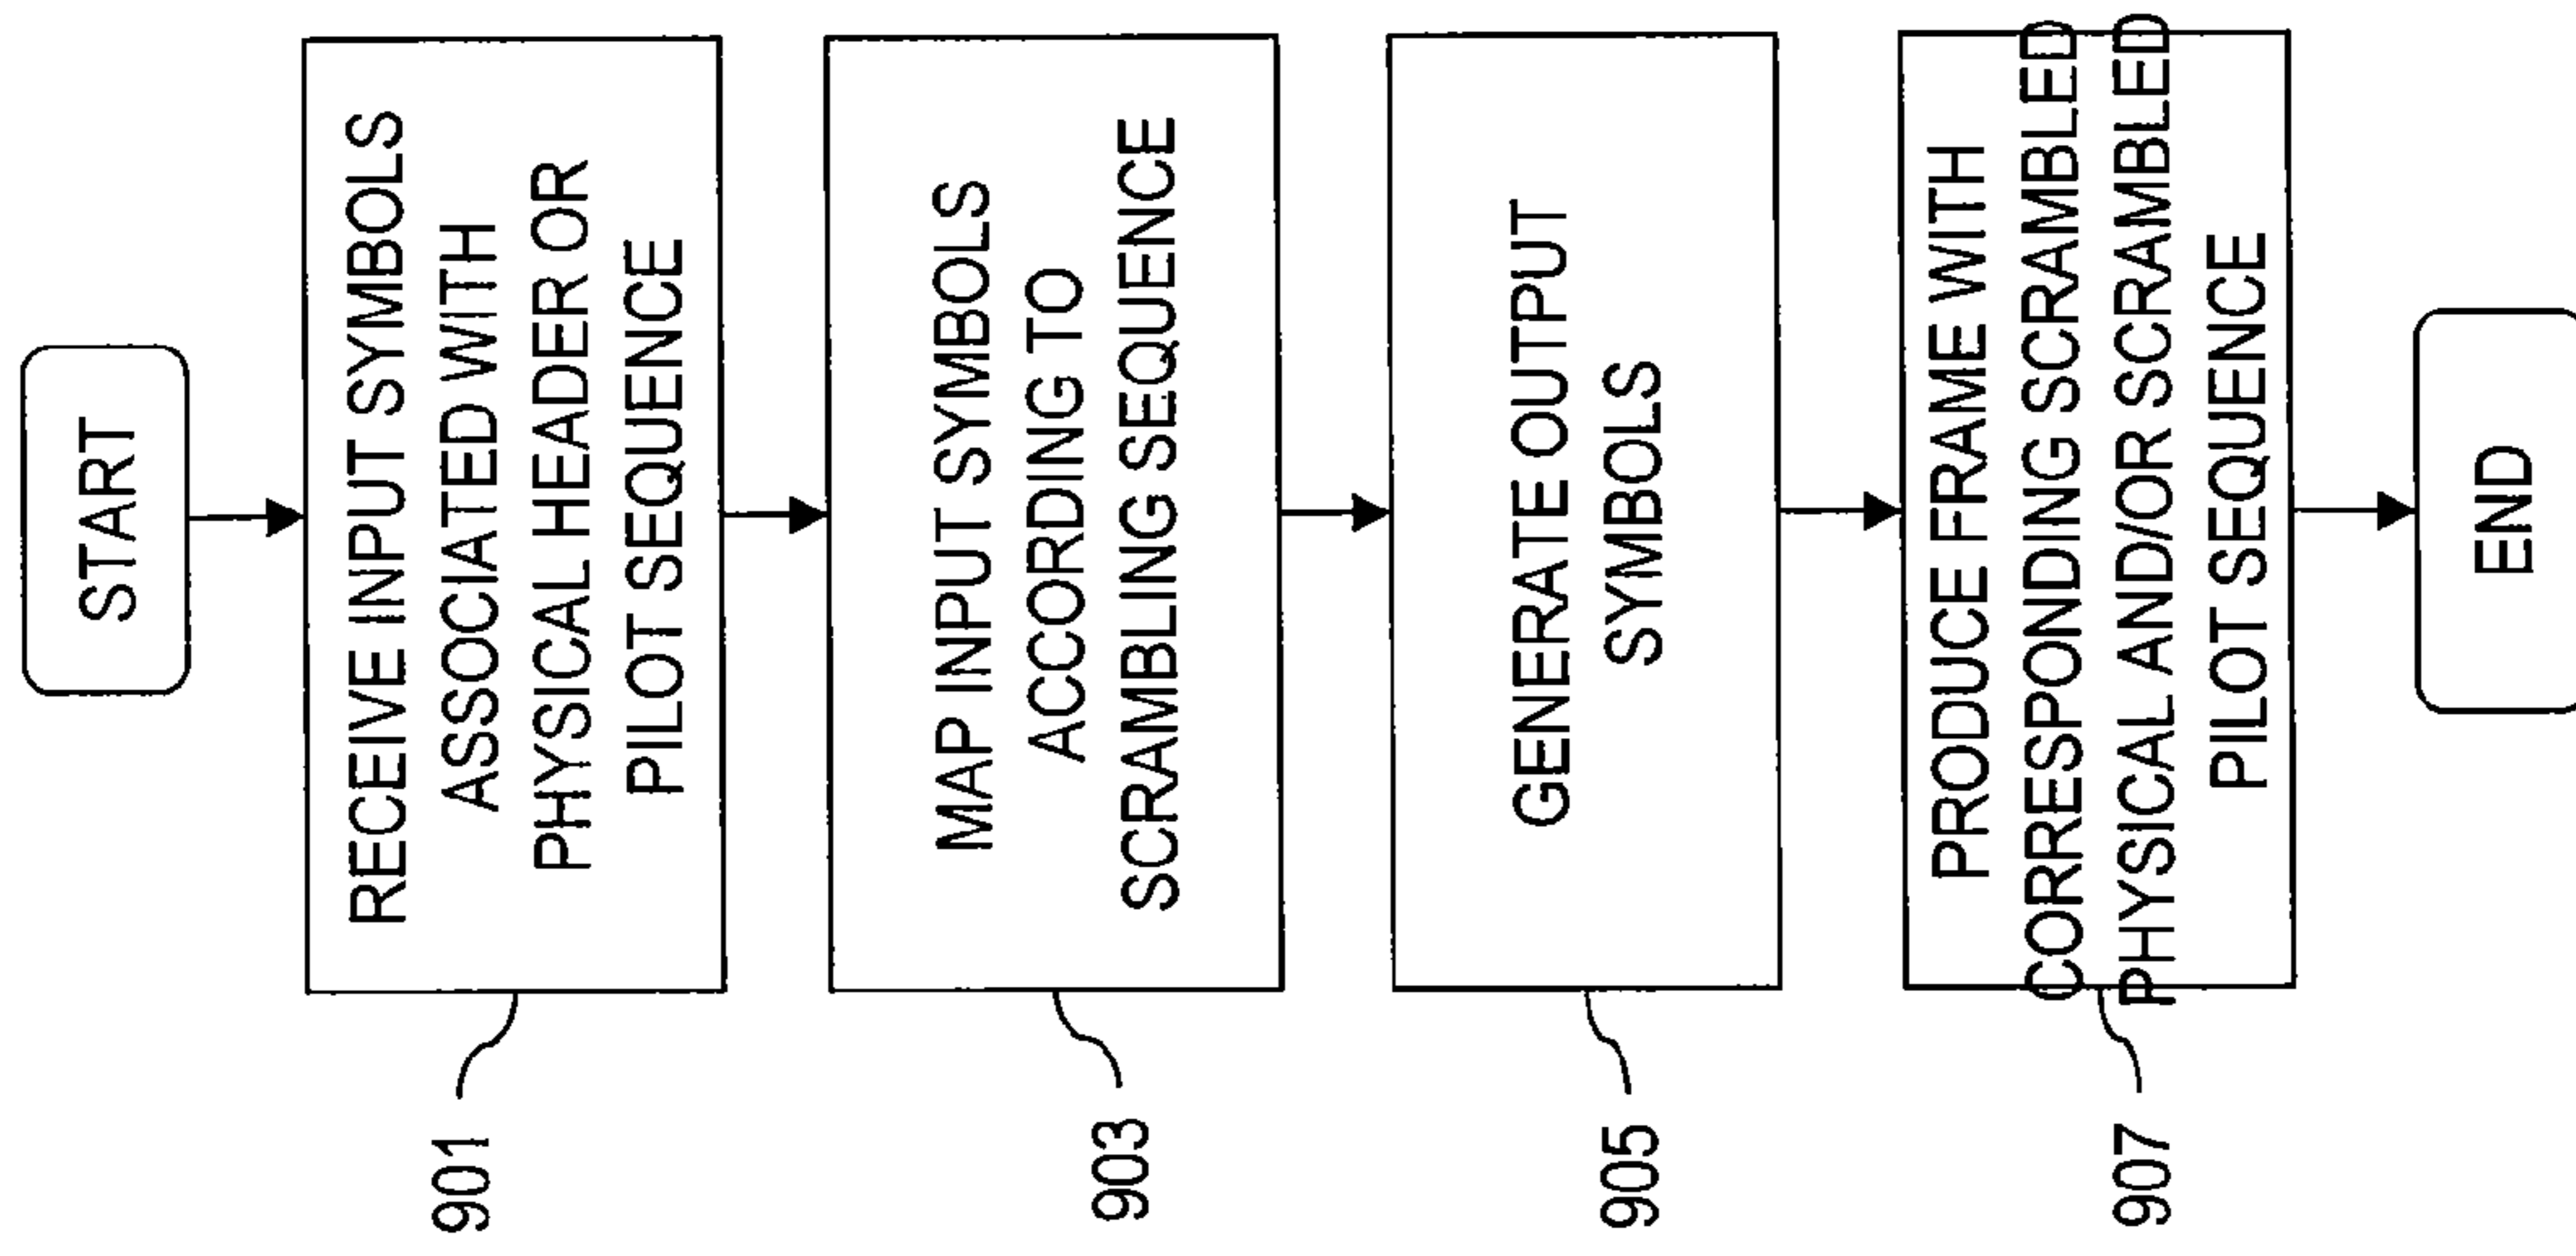 START
RECEIVE INPUT SYMBOLS
ASSOCIATED WITH
PHYSICAL HEADER OR
PILOT SEQUENCE
901
MAP INPUT SYMBOLS
ACCORDING TO
SCRAMBLING SEQUENCE
903
GENERATE OUTPUT
SYMBOLS
905
PRODUCE FRAME WITH
CORRESPONDING SCRAMBLED
PHYSICAL AND/OR SCRAMBLED
PILOT SEQUENCE
907
END